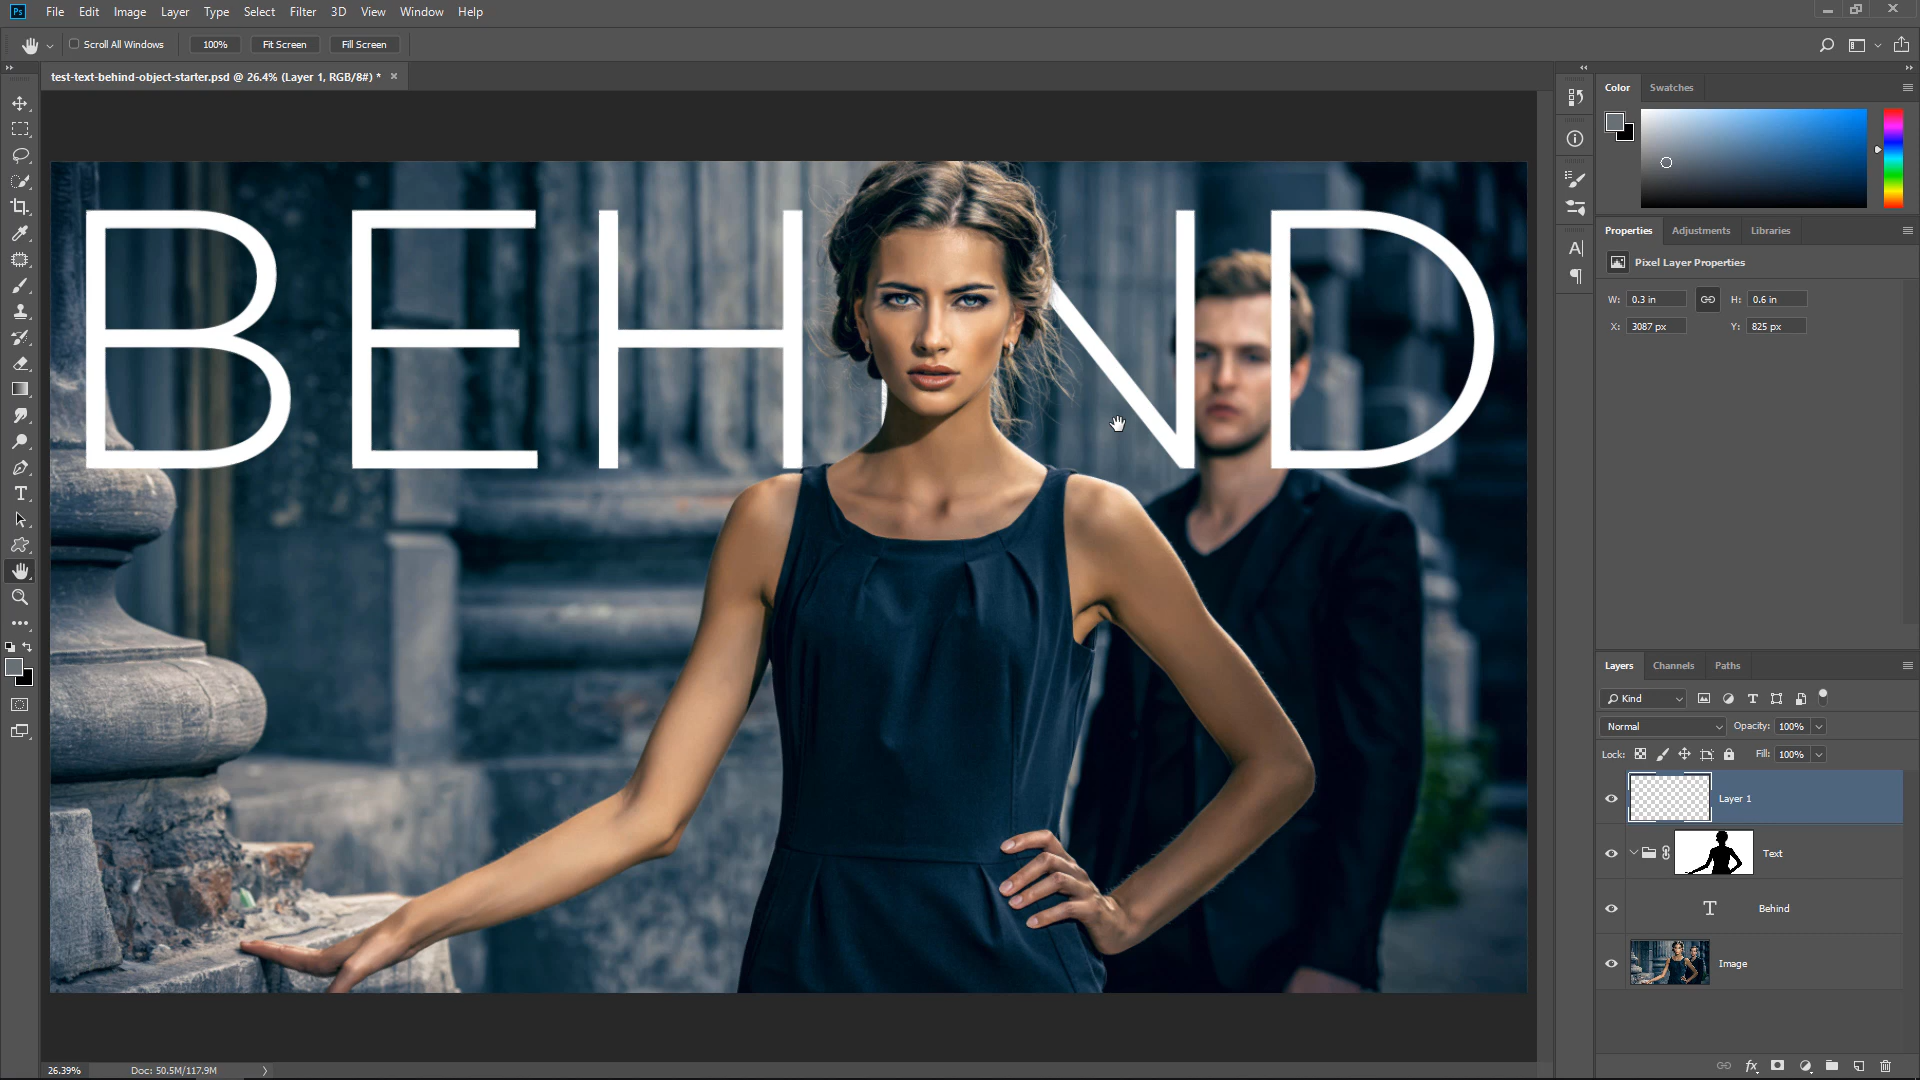 Ps File Edit Image Layer Type Select Filter 3D View Window Help
Scroll All Windows 100% Fit Screen Fill Screen
test-text-behind-object-starter.psd @ 26.4% (Layer 1, RGB/8#) *
BEHIND
Color Swatches
Properties Adjustments Libraries
Pixel Layer Properties
W: 0.3 in H: 0.6 in
X: 3087 px Y: 825 px
Layers Channels Paths
Kind
Normal Opacity: 100%
Lock: Fill: 100%
Layer 1
Text
Behind
Image
26.39% Doc: 50.5M/117.9M